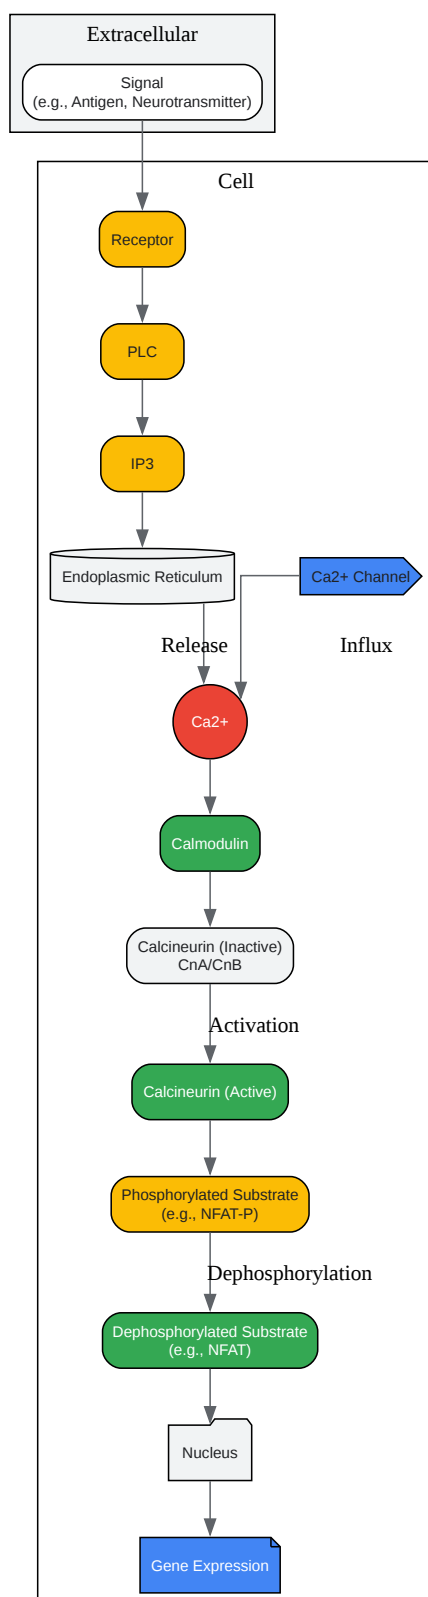 Extracellular
Signal
(e.g., Antigen, Neurotransmitter)
Cell
Receptor
PLC
IP3
Endoplasmic Reticulum
Ca2+ Channel
Release
Influx
Ca2+
Calmodulin
Calcineurin (Inactive)
CnA/CnB
Activation
Calcineurin (Active)
Phosphorylated Substrate
(e.g., NFAT-P)
Dephosphorylation
Dephosphorylated Substrate
(e.g., NFAT)
Nucleus
Gene Expression